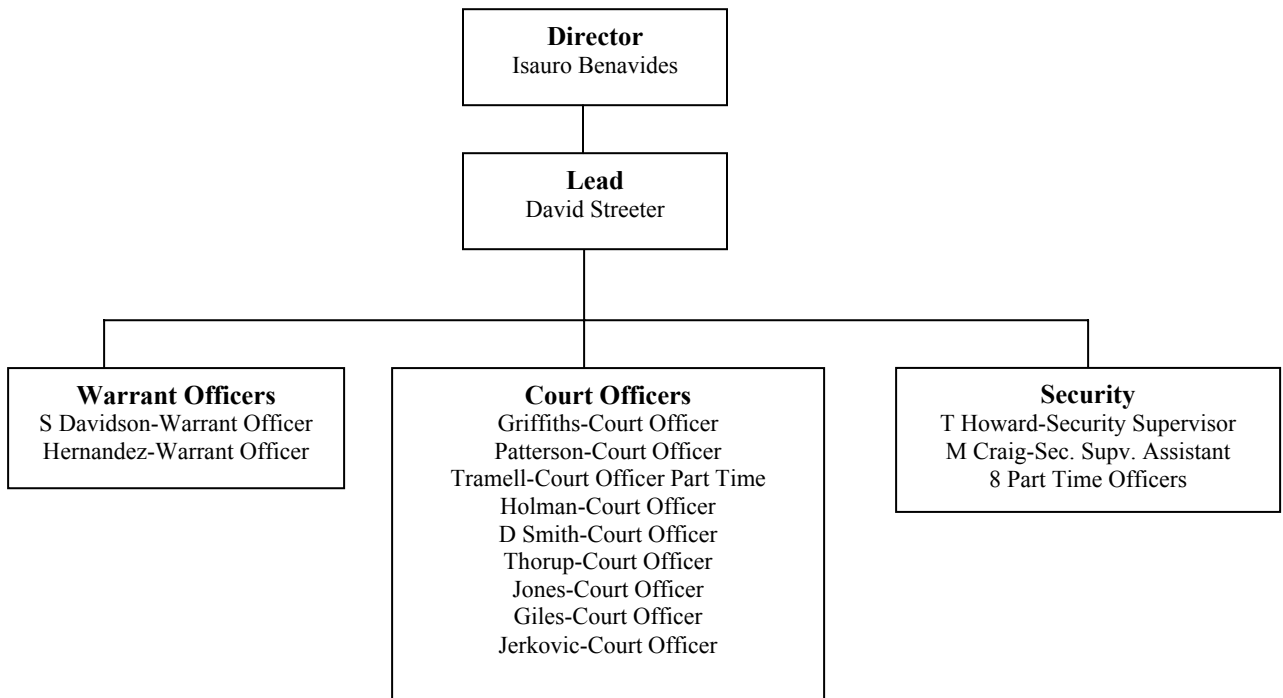 Director
Isauro Benavides
Lead
David Streeter
Warrant Officers
S Davidson-Warrant Officer
Hernandez-Warrant Officer
Court Officers
Griffiths-Court Officer
Patterson-Court Officer
Tramell-Court Officer Part Time
Holman-Court Officer
D Smith-Court Officer
Thorup-Court Officer
Jones-Court Officer
Giles-Court Officer
Jerkovic-Court Officer
Security
T Howard-Security Supervisor
M Craig-Sec. Supv. Assistant
8 Part Time Officers